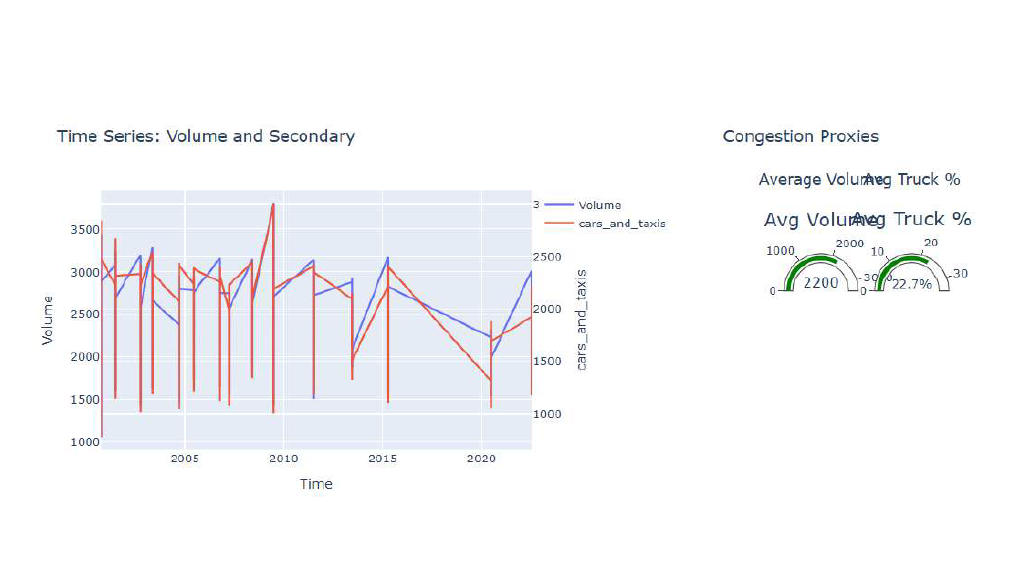 Time Series: Volume and Secondary
Congestion Proxies
Average Volume
Avg Truck %
Avg Volume
Avg Truck %
3
Volume
cars_and_taxis
3500
3000
2500
2000
1500
1000
Volume
2500
2000
1500
1000
cars_and_taxis
2005
2010
2015
2020
Time
0
1000
2000
2200
0
10
20
30
22.7%